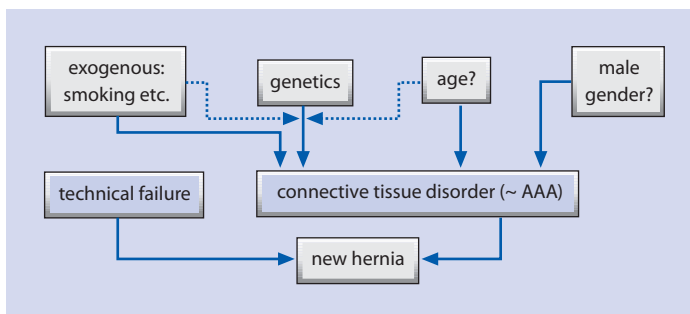 exogenous:
smoking etc.
genetics
age?
male
gender?
technical failure
connective tissue disorder (~ AAA)
new hernia